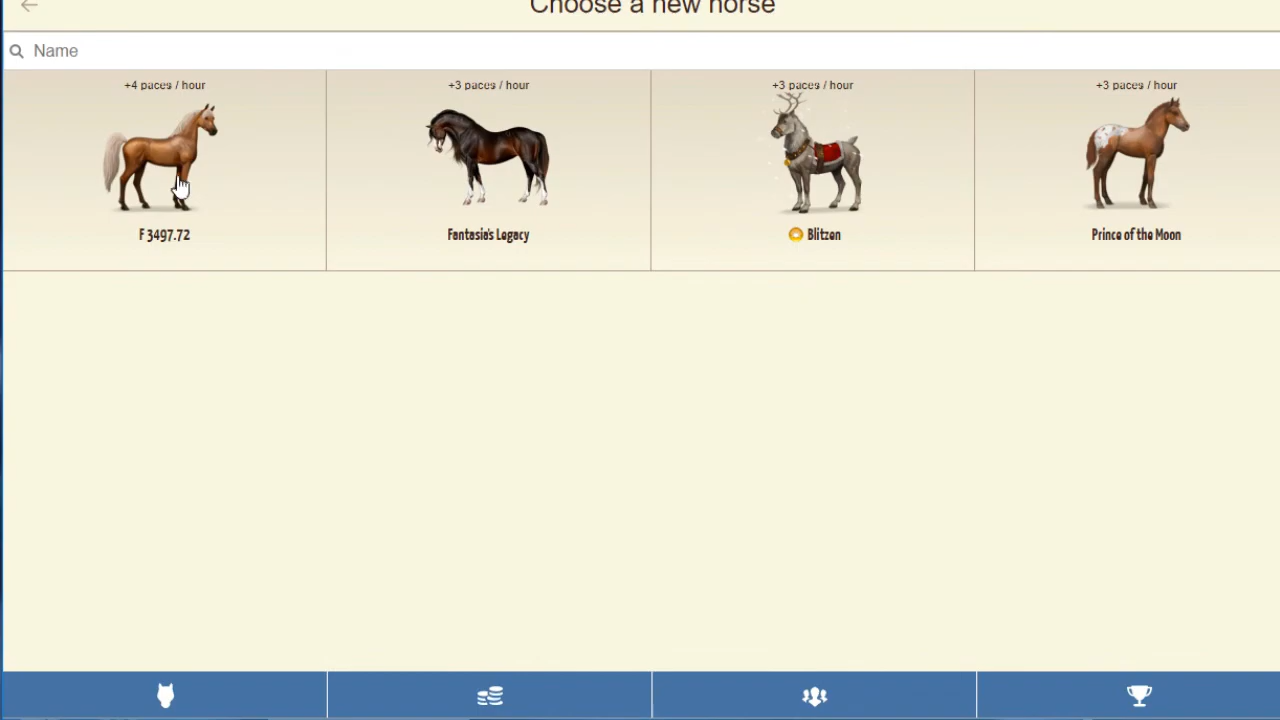 Choose a new horse
Name
+4 paces / hour
F 3497.72
+3 paces / hour
Fantasia's Legacy
+3 paces / hour
Blitzen
+3 paces / hour
Prince of the Moon